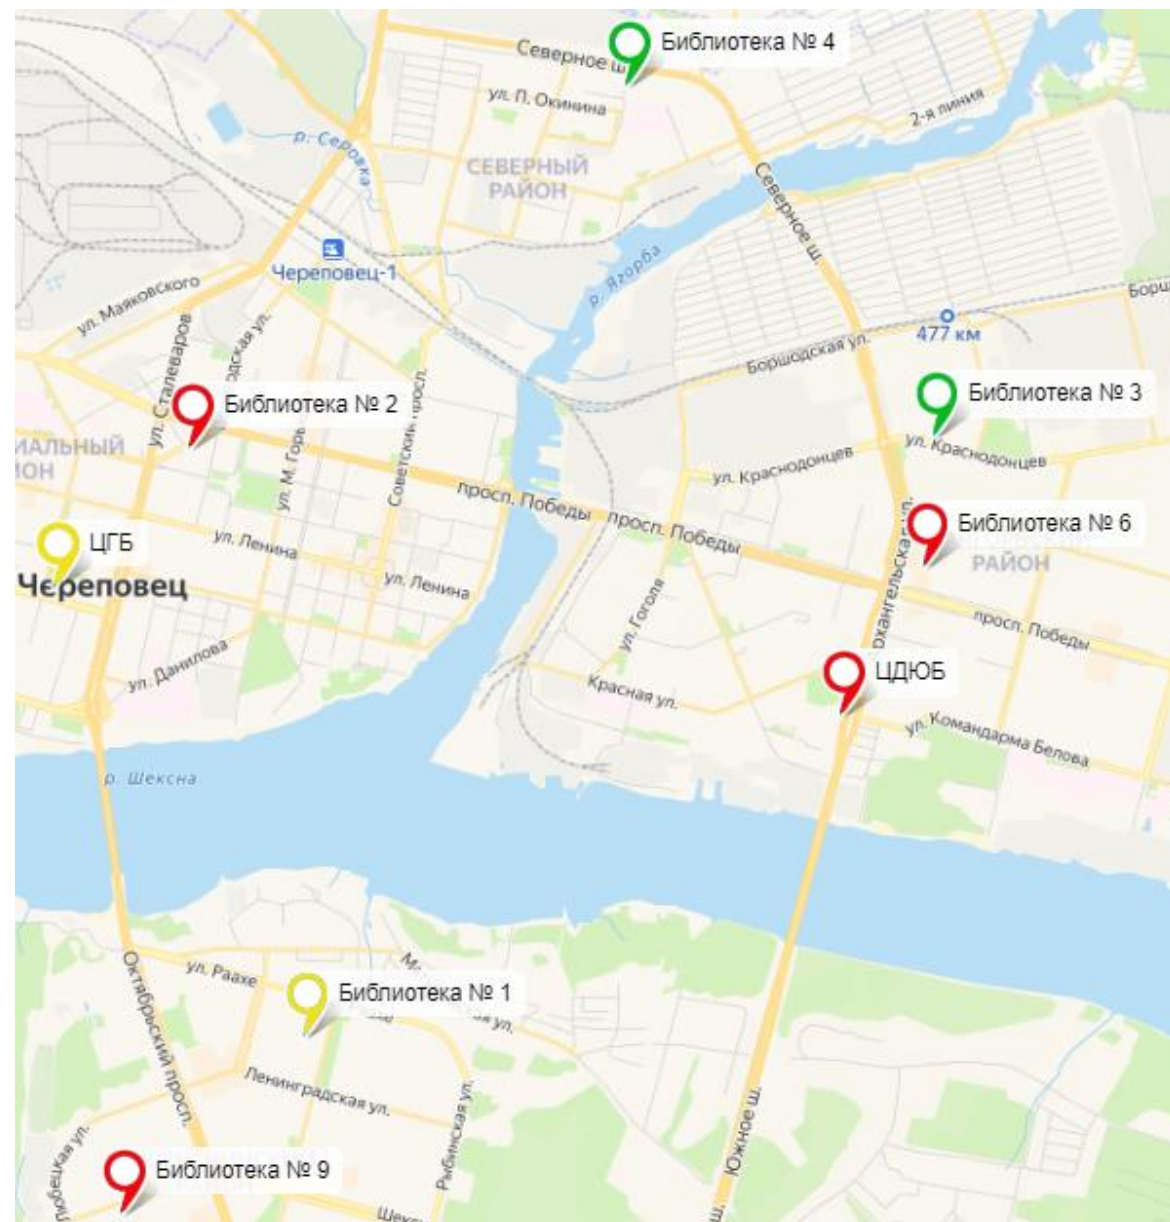 Северное ш.
Библиотека № 4
ул. П. Окинина
2-я линия
р. Серовка
СЕВЕРНЫЙ
РАЙОН
Северное ш.
Череповец-1
р. Ягорба
ул. Маяковского
477 км
Боршодская ул.
ул. Сталеваров
Библиотека № 2
Библиотека № 3
Советский просп.
ул. Краснодонцев
ул. Краснодонцев
РАЙОН
просп. Победы
просп. Победы
Библиотека № 6
РАЙОН
ЦГБ
ул. Ленина
ул. Ленина
Череповец
ул. Гоголя
просп. Победы
ул. Данилова
Красная ул.
ЦДЮБ
ул. Командарма Белова
р. Шексна
Октябрьский просп.
ул. Раахе
Библиотека № 1
Ленинградская ул.
Рыбинская ул.
Южное ш.
Библиотека № 9
ш.